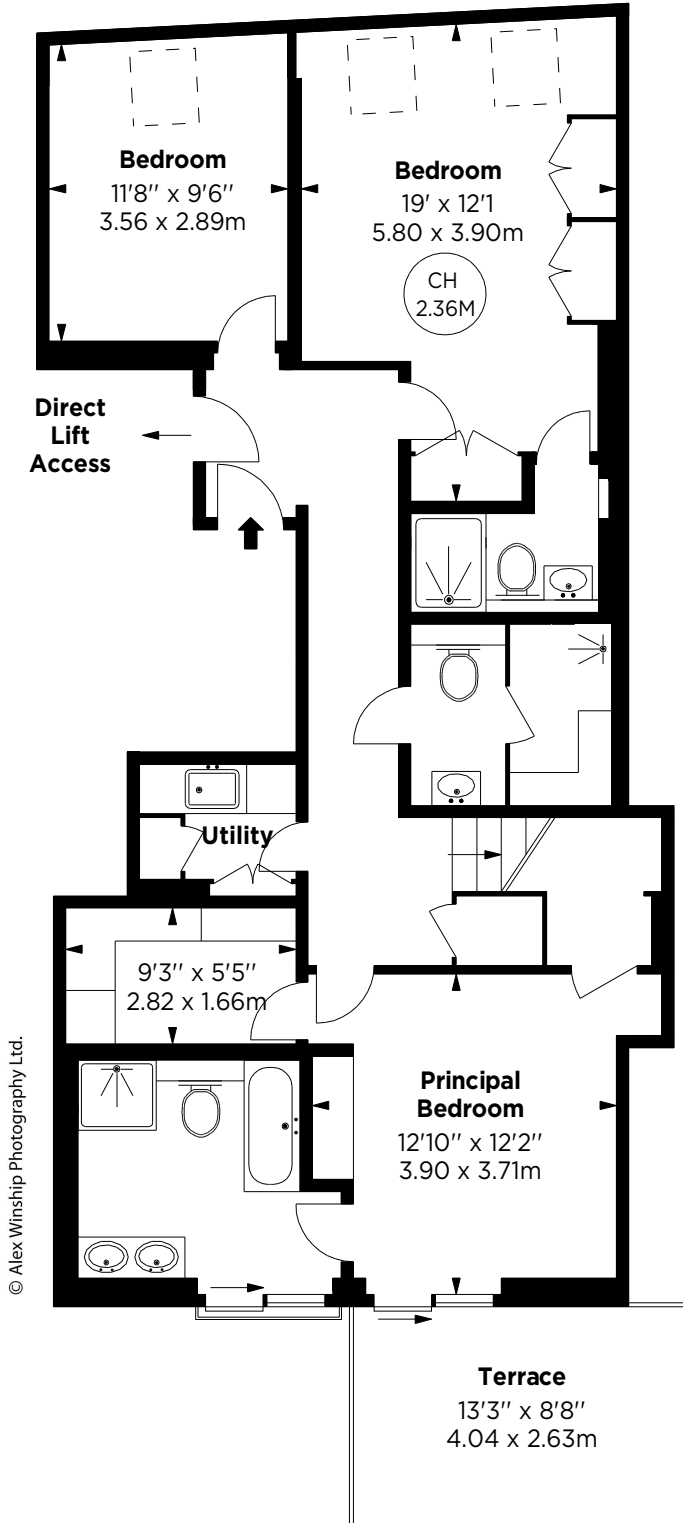 Bedroom
11'8'' x 9'6''
3.56 x 2.89m
Bedroom
19' x 12'1
5.80 x 3.90m
CH
2.36M
Direct
Lift
Access
Utility
9'3'' x 5'5''
2.82 x 1.66m
Principal
Bedroom
12'10'' x 12'2''
3.90 x 3.71m
© Alex Winship Photography Ltd.
Terrace
13'3'' x 8'8''
4.04 x 2.63m